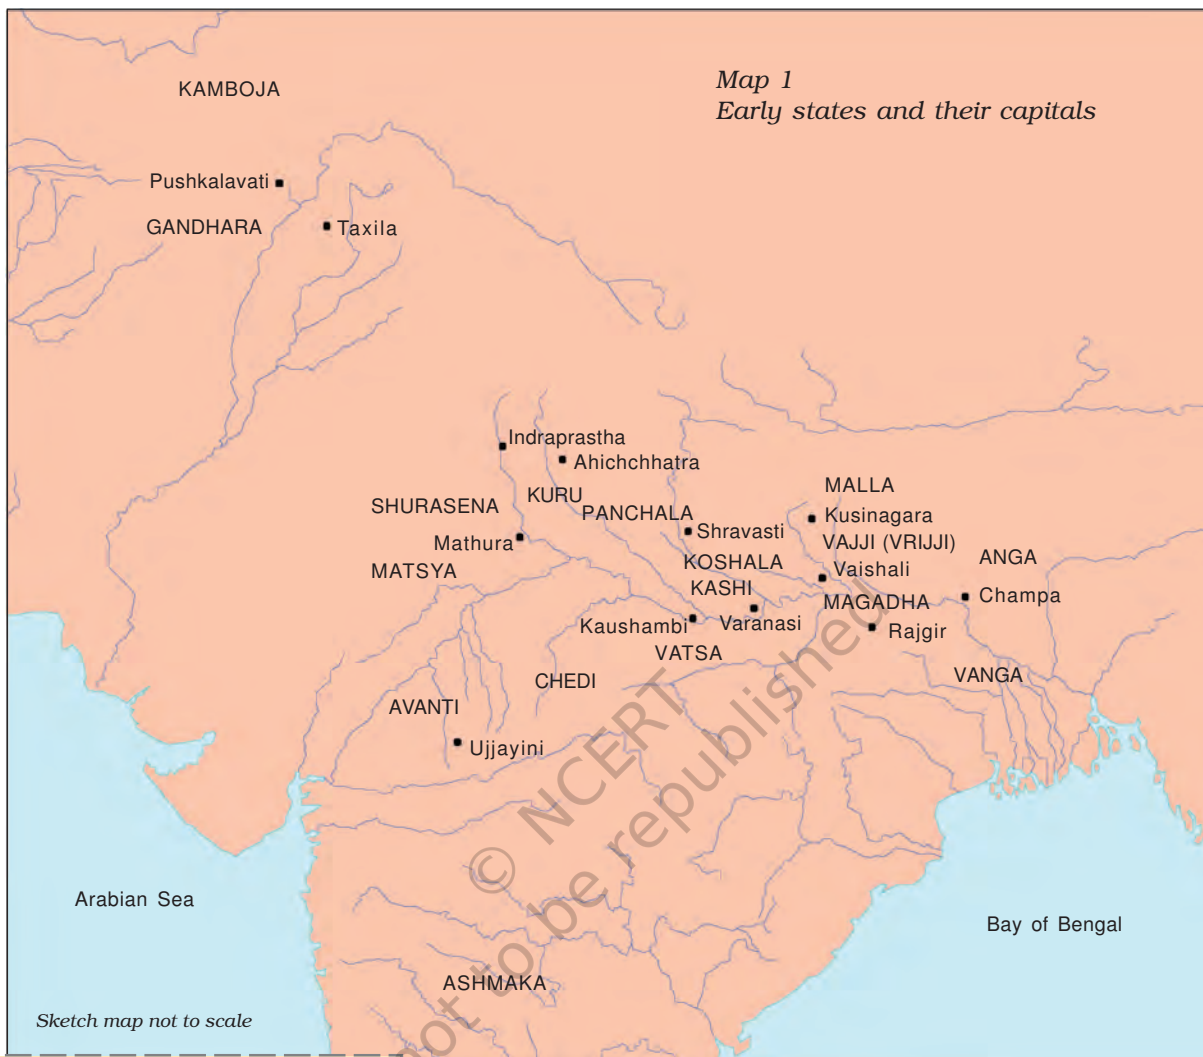 Map 1
Early states and their capitals
KAMBOJA
Pushkalavati
GANDHARA
Taxila
Indraprastha
Ahichchhatra
MALLA
KURU
SHURASENA
PANCHALA
Kusinagara
Shravasti
Mathura
VAJJI (VRIJJI)
ANGA
KOSHALA
Vaishali
MATSYA
KASHI
Champa
MAGADHA
Kaushambi
Varanasi
Rajgir
VATSA
VANGA
CHEDI
AVANTI
Ujjayini
© NCERT
not to be republished
Arabian Sea
Bay of Bengal
ASHMAKA
Sketch map not to scale